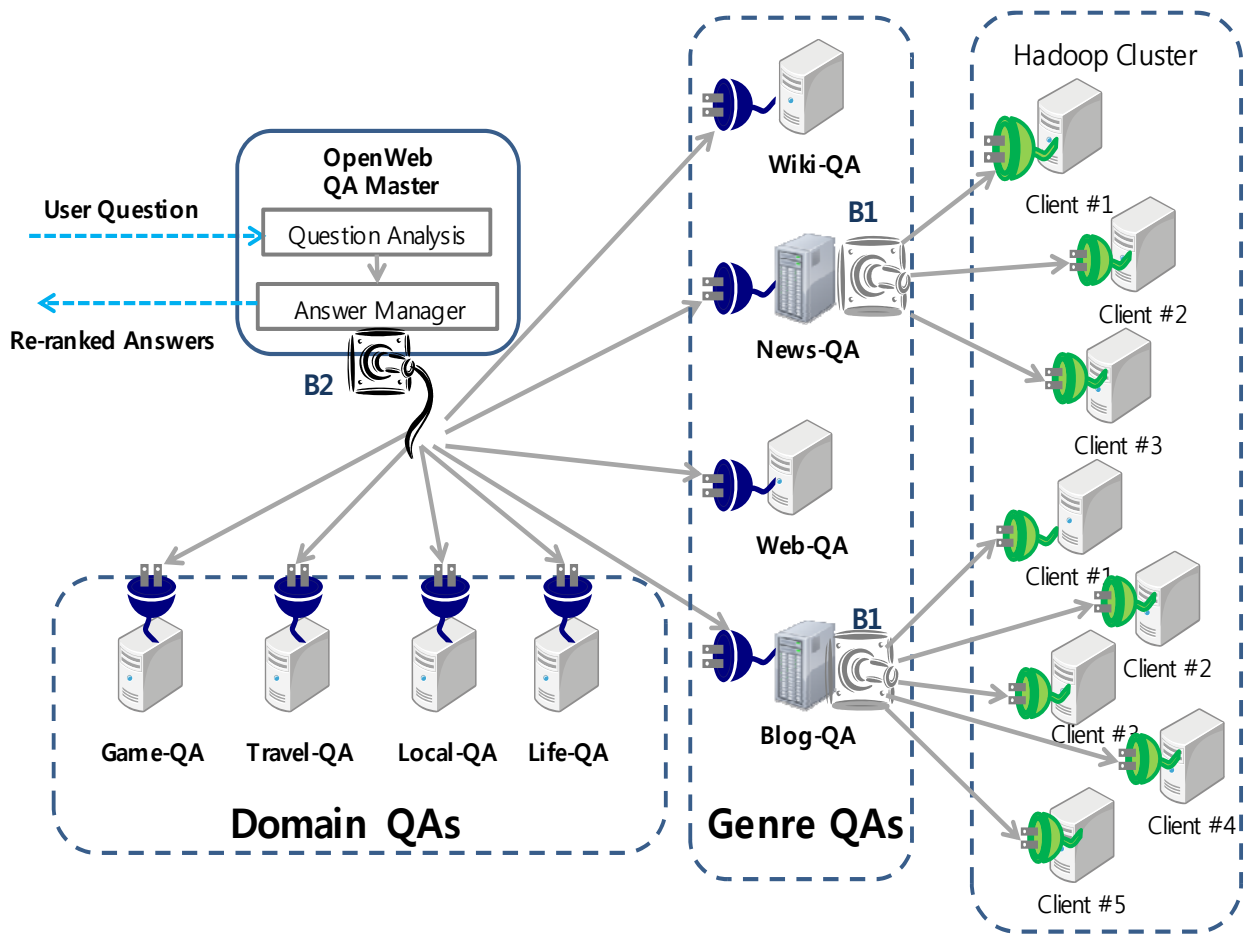 Hadoop Cluster
OpenWeb
QA Master
User Question
Question Analysis
Answer Manager
Re-ranked Answers
B2
Wiki-QA
B1
News-QA
Web-QA
B1
Blog-QA
Genre QAs
Client #1
Client #2
Client #3
Client #1
Client #2
Client #3
Client #4
Client #5
Game-QA
Travel-QA
Local-QA
Life-QA
Domain QAs